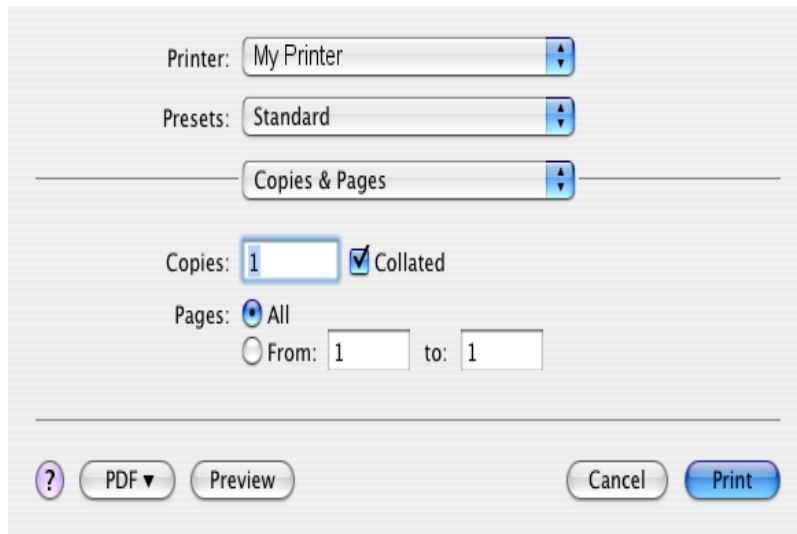 Printer: My Printer
Presets: Standard
Copies & Pages
Copies: 1 Collated
Pages: All
From: 1 to: 1
? PDF ▼ Preview Cancel Print